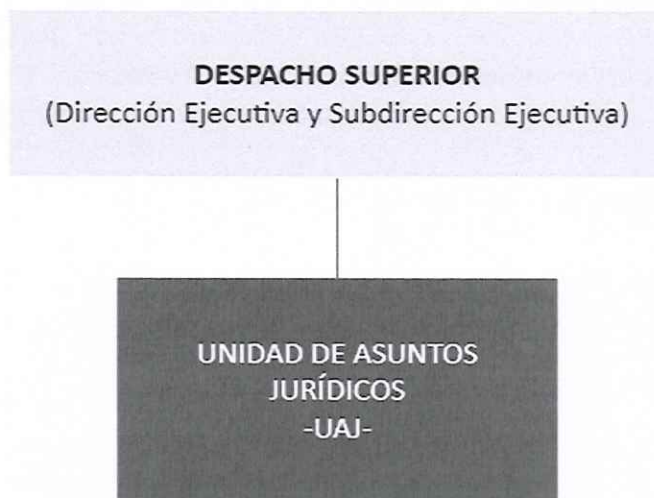 DESPACHO SUPERIOR
(Dirección Ejecutiva y Subdirección Ejecutiva)
UNIDAD DE ASUNTOS
JURÍDICOS
-UAJ-